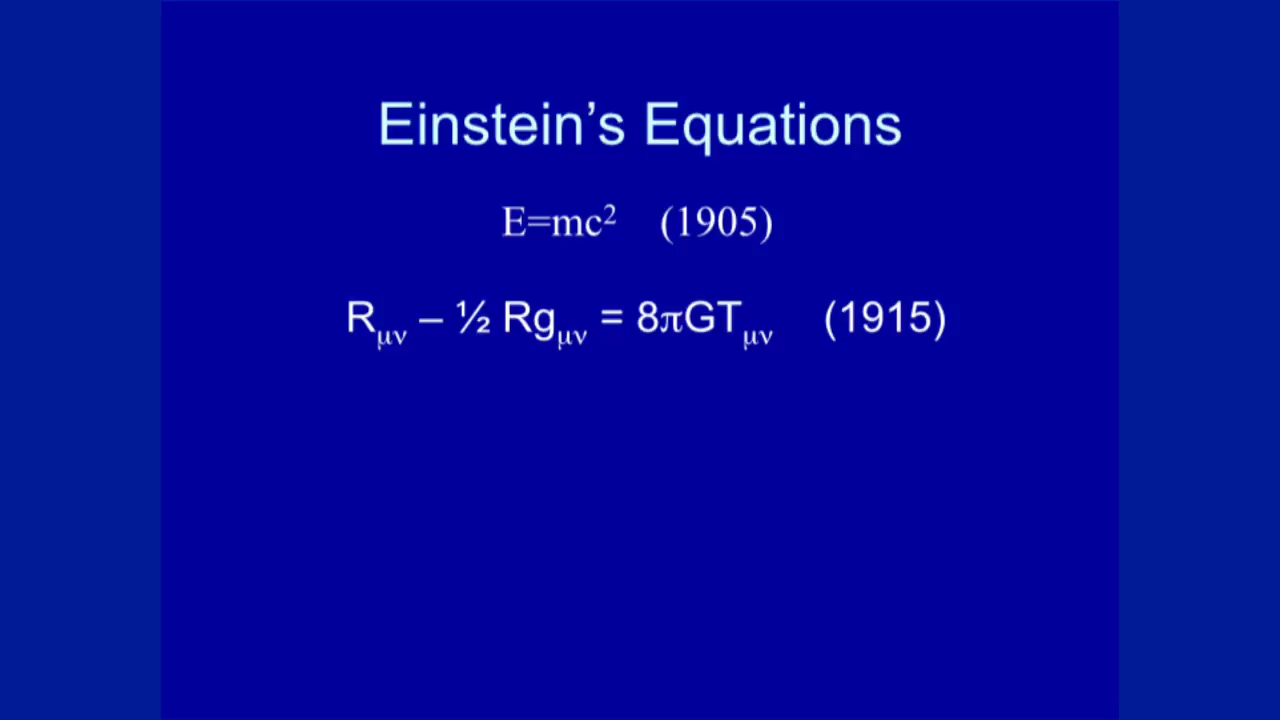 Einstein’s Equations
E=mc² (1905)
Rμν – ½ Rgμν = 8πGTμν (1915)